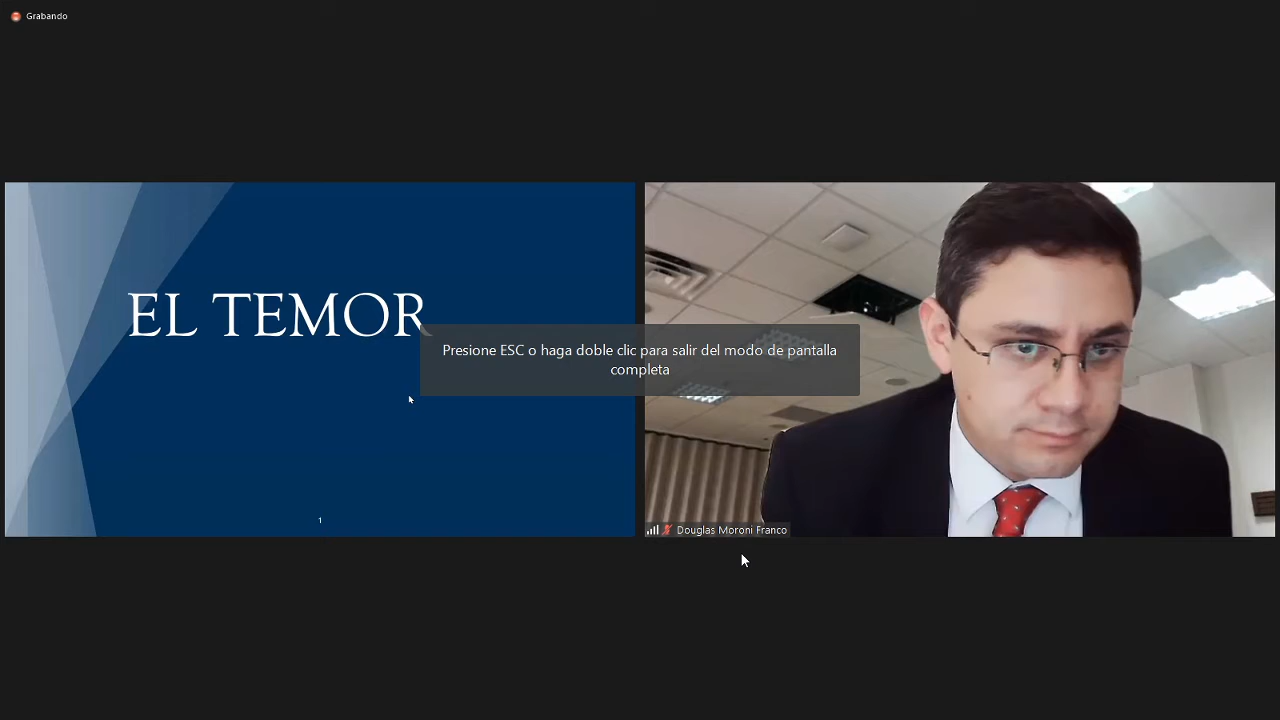 Grabando
EL TEMOR
Presione ESC o haga doble clic para salir del modo de pantalla
completa
1
Douglas Moroni Franco